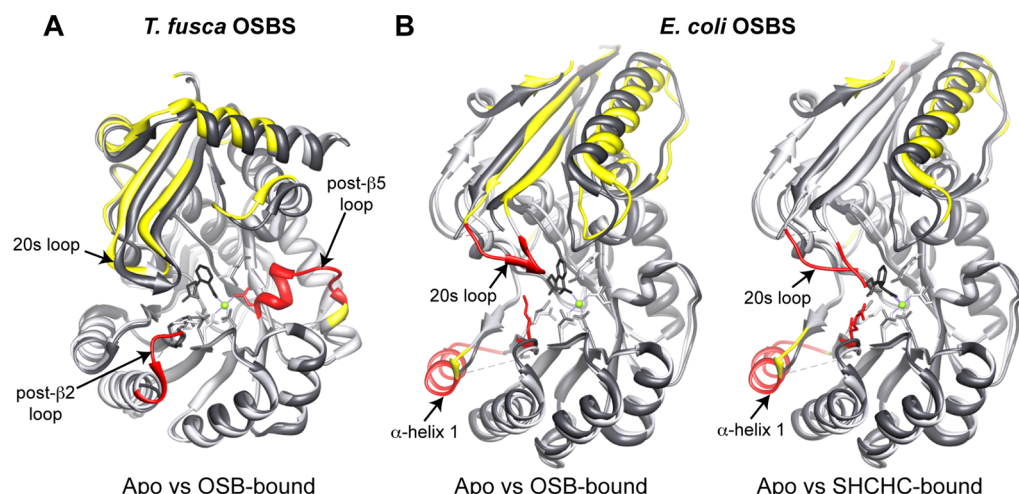 A
T. fusca OSBS
20s loop
post-β5
loop
post-β2
loop
Apo vs OSB-bound
B
E. coli OSBS
20s loop
α-helix 1
Apo vs OSB-bound
20s loop
α-helix 1
Apo vs SHCHC-bound